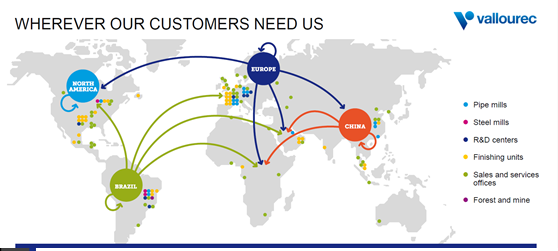 WHEREVER OUR CUSTOMERS NEED US
vallourec
EUROPE
NORTH
AMERICA
CHINA
BRAZIL
Pipe mills
Steel mills
R&D centers
Finishing units
Sales and services
offices
Forest and mine